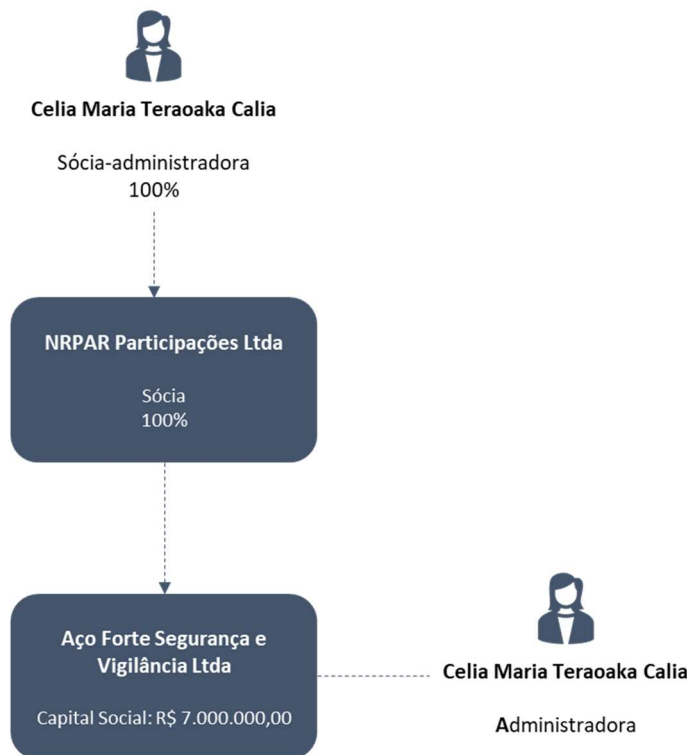 Celia Maria Teraoaka Calia
Sócia-administradora
100%
NRPAR Participações Ltda
Sócia
100%
Aço Forte Segurança e
Vigilância Ltda
Capital Social: R$ 7.000.000,00
Celia Maria Teraoaka Calia
Administradora